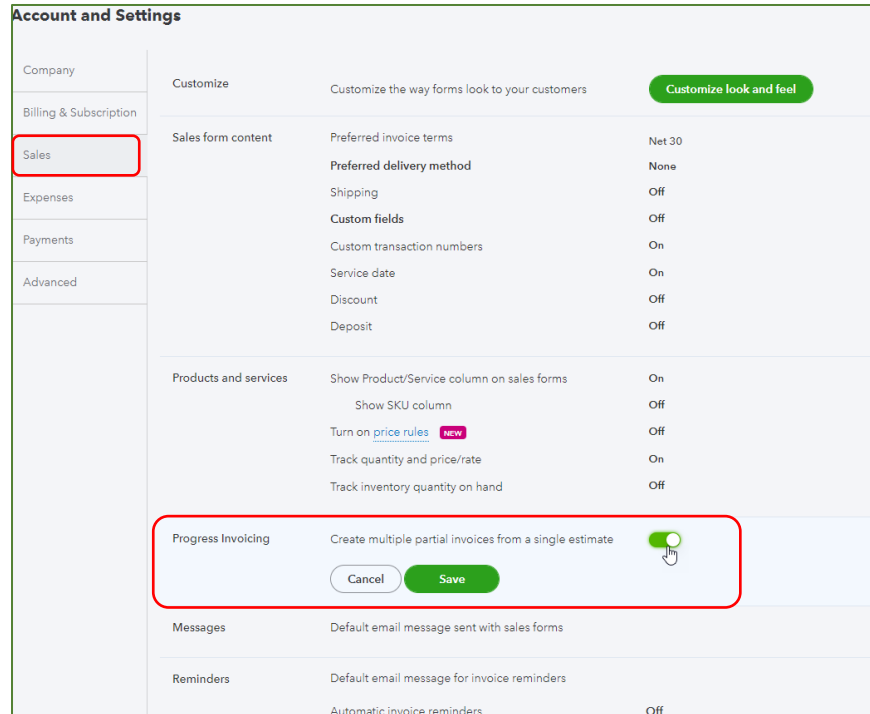 Account and Settings
Company
Billing & Subscription
Sales
Expenses
Payments
Advanced
Customize Customize the way forms look to your customers Customize look and feel
Sales form content Preferred invoice terms Net 30
Preferred delivery method None
Shipping Off
Custom fields Off
Custom transaction numbers On
Service date On
Discount Off
Deposit Off
Products and services Show Product/Service column on sales forms On
Show SKU column Off
Turn on price rules NEW Off
Track quantity and price/rate On
Track inventory quantity on hand Off
Progress Invoicing Create multiple partial invoices from a single estimate
Cancel Save
Messages Default email message sent with sales forms
Reminders Default email message for invoice reminders
Automatic invoice reminders Off